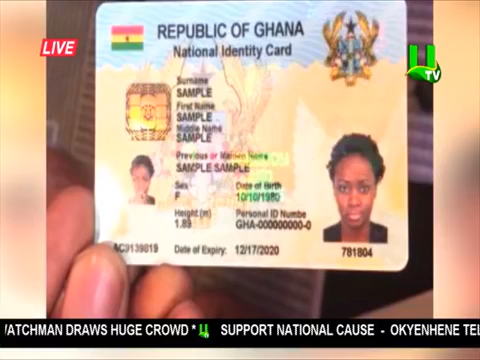 LIVE
REPUBLIC OF GHANA
National Identity Card
UTV
Surname
SAMPLE
First Name
SAMPLE
Middle Name
SAMPLE
Previous or Maiden Name
SAMPLE SAMPLE
Sex Date of Birth
F 10/10/1980
Height (m) Personal ID Numbe
1.89 GHA-000000000-0
AC9139819 Date of Expiry: 12/17/2020 781804
WATCHMAN DRAWS HUGE CROWD * U SUPPORT NATIONAL CAUSE - OKYENHENE TEL